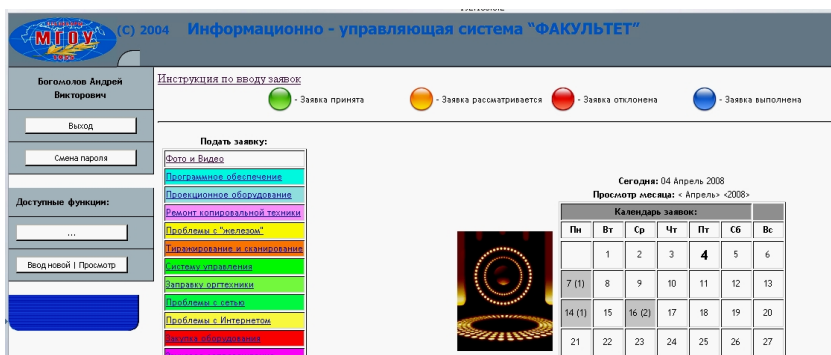 МГОУ
(С) 2004 Информационно - управляющая система "ФАКУЛЬТЕТ"
Богомолов Андрей
Викторович
Выход
Смена пароля
Доступные функции:
...
Ввод новой | Просмотр
Инструкция по вводу заявок
- Заявка принята
- Заявка рассматривается
- Заявка отклонена
- Заявка выполнена
Подать заявку:
Фото и Видео
Программное обеспечение
Проекционное оборудование
Ремонт копировальной техники
Проблемы с "железом"
Тиражирование и сканирование
Систему управления
Заправку оргтехники
Проблемы с сетью
Проблемы с Интернетом
Закупка оборудования
Сегодня: 04 Апрель 2008
Просмотр месяца: < Апрель> <2008>
Календарь заявок:
Пн Вт Ср Чт Пт Сб Вс
1 2 3 4 5 6
7 (1) 8 9 10 11 12 13
14 (1) 15 16 (2) 17 18 19 20
21 22 23 24 25 26 27